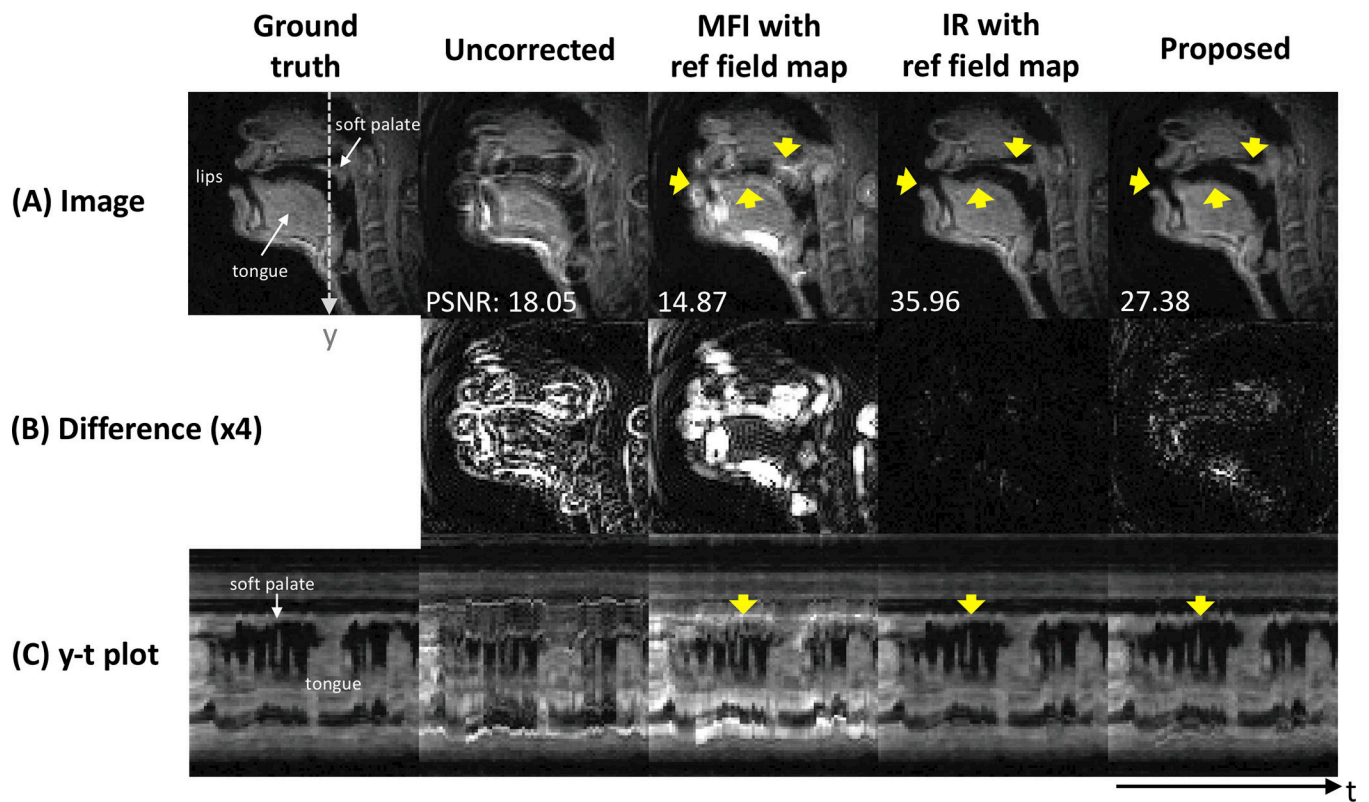 Ground
truth
Uncorrected
MFI with
ref field map
IR with
ref field map
Proposed
(A) Image
soft palate
lips
tongue
PSNR: 18.05
14.87
35.96
27.38
y
(B) Difference (x4)
(C) y-t plot
soft palate
tongue
t